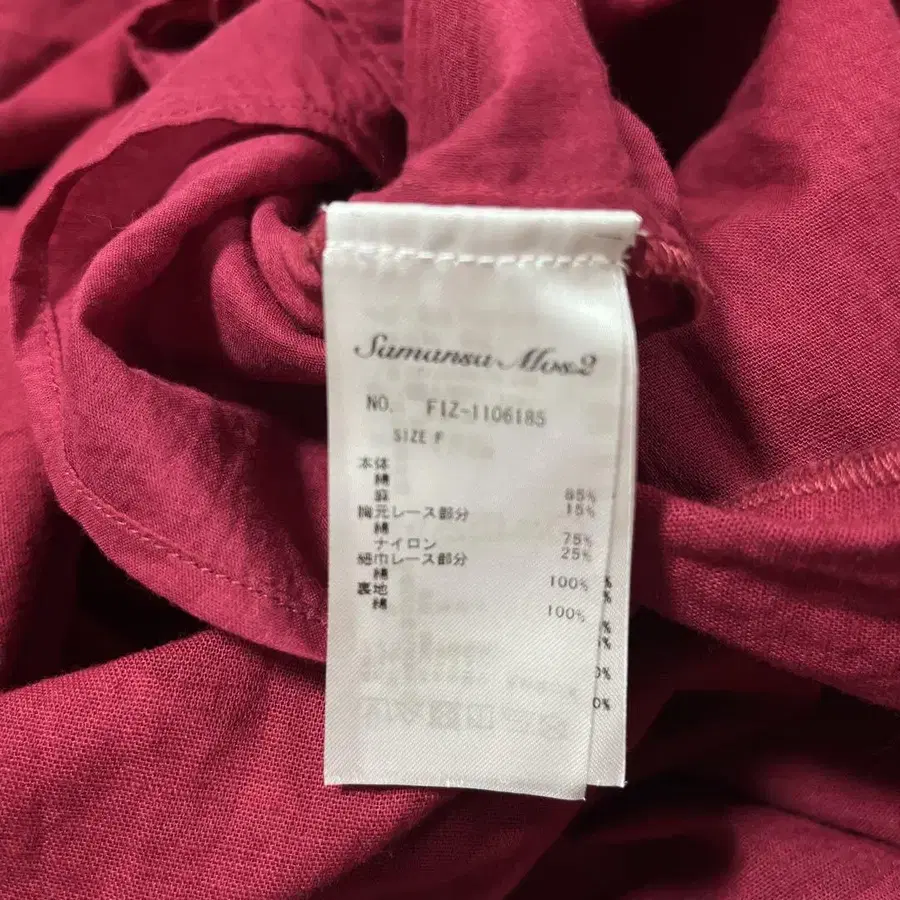 Samansa Mos2
NO. FIZ-1106185
SIZE F
本体
綿 85%
麻 15%
胸元レース部分
綿 75%
ナイロン 25%
細巾レース部分
綿 100%
裏地
綿 100%